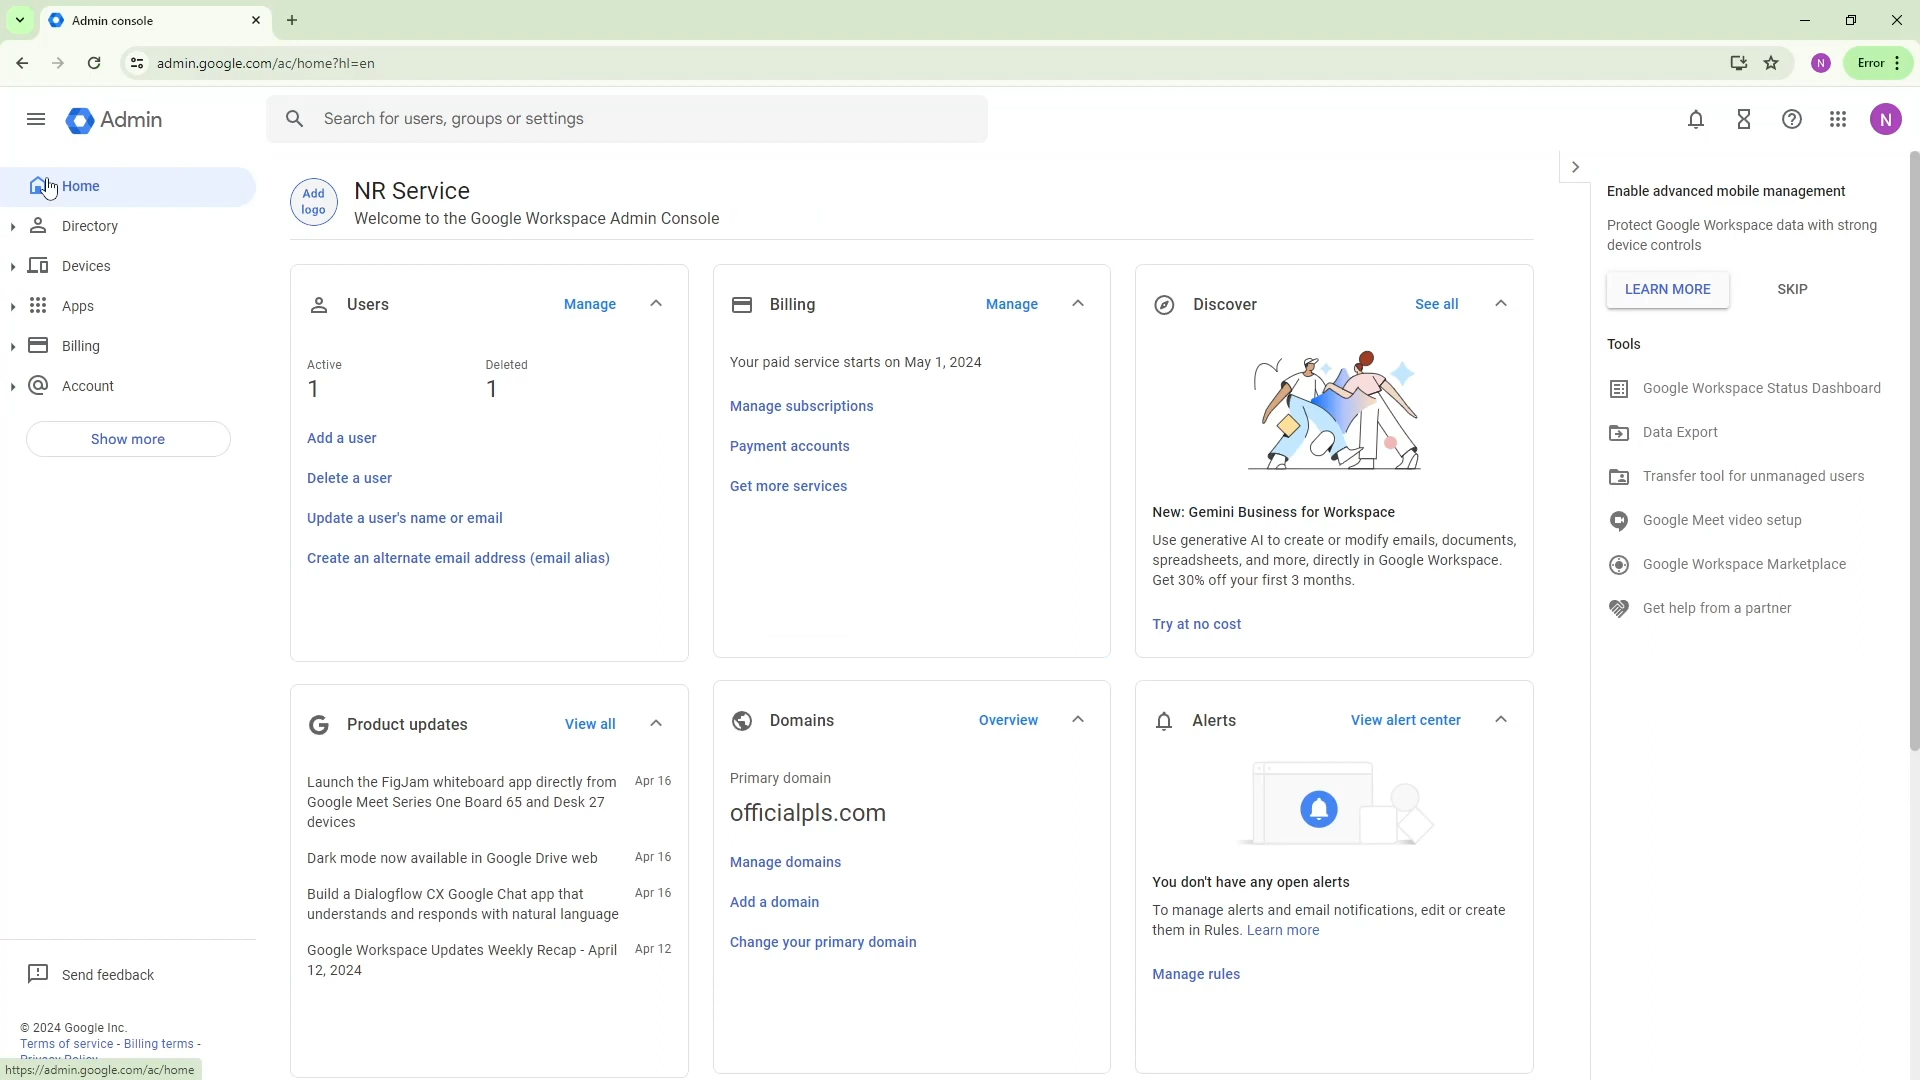 Admin console
admin.google.com/ac/home?hl=en
N
Error
Admin
Search for users, groups or settings
N
Home
Directory
Devices
Apps
Billing
Account
Show more
Send feedback
© 2024 Google Inc.
Terms of service - Billing terms -
Privacy Policy
https://admin.google.com/ac/home
Add
logo
NR Service
Welcome to the Google Workspace Admin Console
Users
Manage
Active
1
Deleted
1
Add a user
Delete a user
Update a user's name or email
Create an alternate email address (email alias)
Billing
Manage
Your paid service starts on May 1, 2024
Manage subscriptions
Payment accounts
Get more services
Discover
See all
New: Gemini Business for Workspace
Use generative AI to create or modify emails, documents,
spreadsheets, and more, directly in Google Workspace.
Get 30% off your first 3 months.
Try at no cost
Product updates
View all
Launch the FigJam whiteboard app directly from
Google Meet Series One Board 65 and Desk 27
devices
Apr 16
Dark mode now available in Google Drive web
Apr 16
Build a Dialogflow CX Google Chat app that
understands and responds with natural language
Apr 16
Google Workspace Updates Weekly Recap - April
12, 2024
Apr 12
Domains
Overview
Primary domain
officialpls.com
Manage domains
Add a domain
Change your primary domain
Alerts
View alert center
You don't have any open alerts
To manage alerts and email notifications, edit or create
them in Rules. Learn more
Manage rules
Enable advanced mobile management
Protect Google Workspace data with strong
device controls
LEARN MORE
SKIP
Tools
Google Workspace Status Dashboard
Data Export
Transfer tool for unmanaged users
Google Meet video setup
Google Workspace Marketplace
Get help from a partner